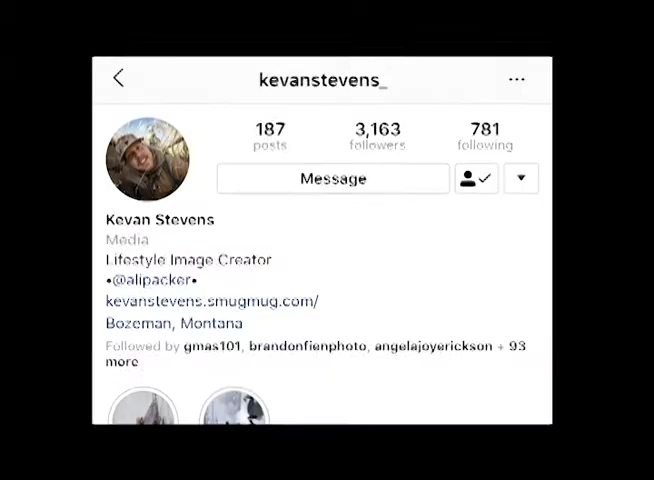 kevanstevens_
187 3,163 781
posts followers following
Message
Kevan Stevens
Media
Lifestyle Image Creator
•@alipacker•
kevanstevens.smugmug.com/
Bozeman, Montana
Followed by gmas101, brandonfienphoto, angelajoyerickson + 93
more